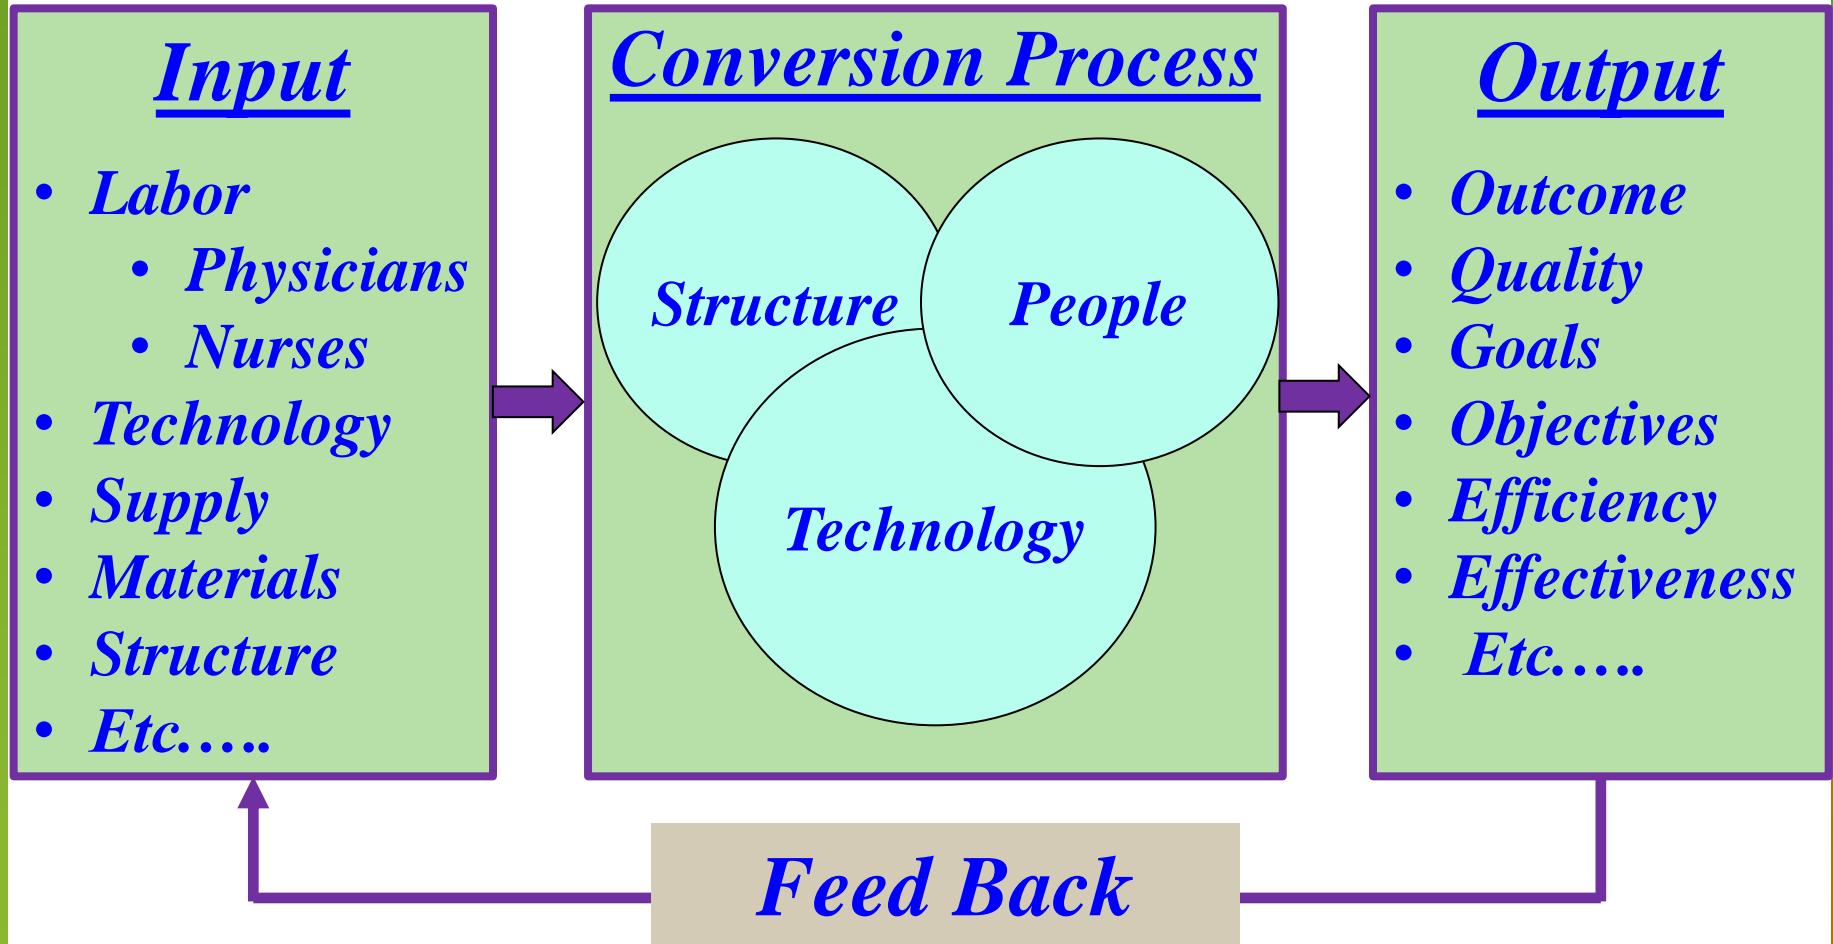 Input
• Labor
• Physicians
• Nurses
• Technology
• Supply
• Materials
• Structure
• Etc.….
Conversion Process
Structure
People
Technology
Output
• Outcome
• Quality
• Goals
• Objectives
• Efficiency
• Effectiveness
• Etc.….
Feed Back